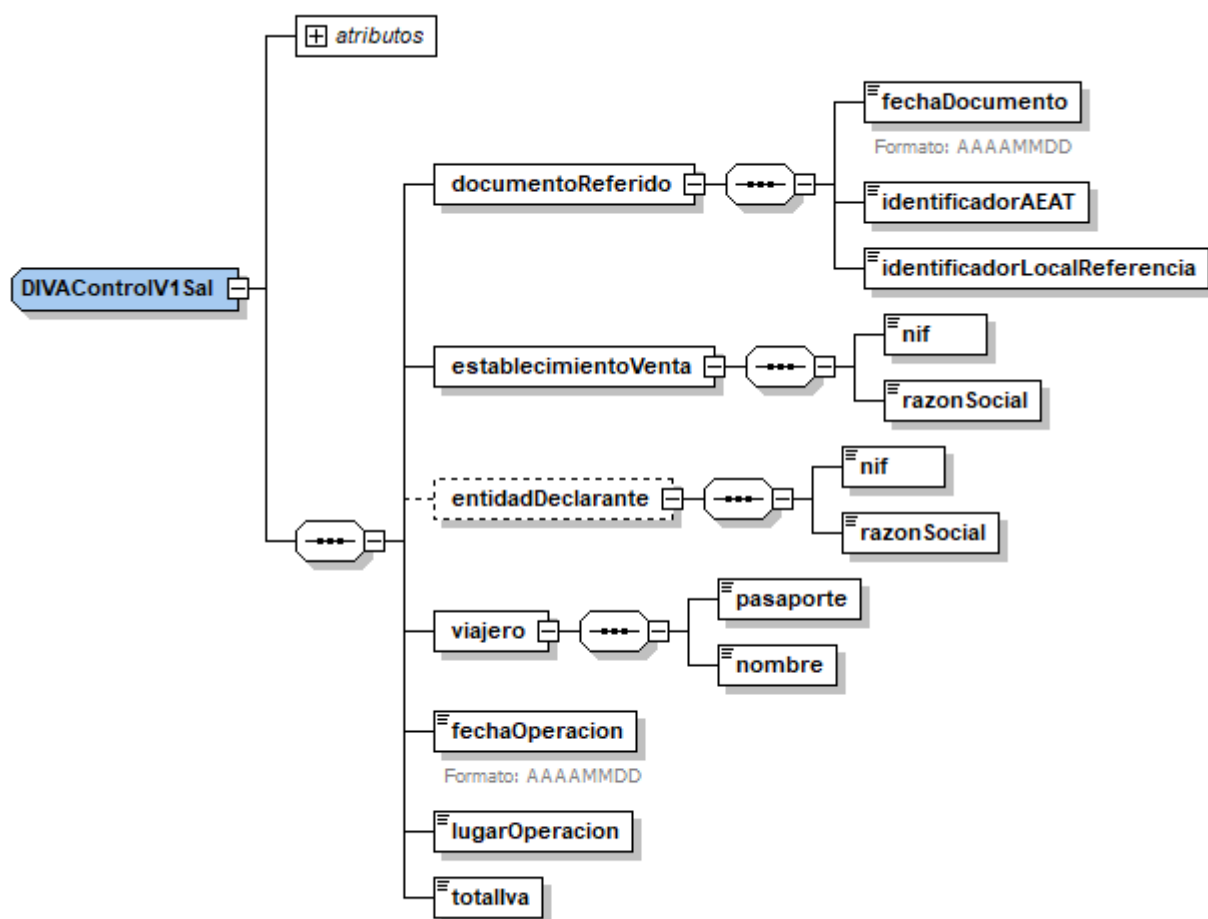 atributos
fechaDocumento
Formato: AAAAMMDD
documentoReferido
identificadorAEAT
identificadorLocalReferencia
DIVAControlV1Sal
nif
establecimientoVenta
razonSocial
nif
entidadDeclarante
razonSocial
pasaporte
viajero
nombre
fechaOperacion
Formato: AAAAMMDD
lugarOperacion
totalIva